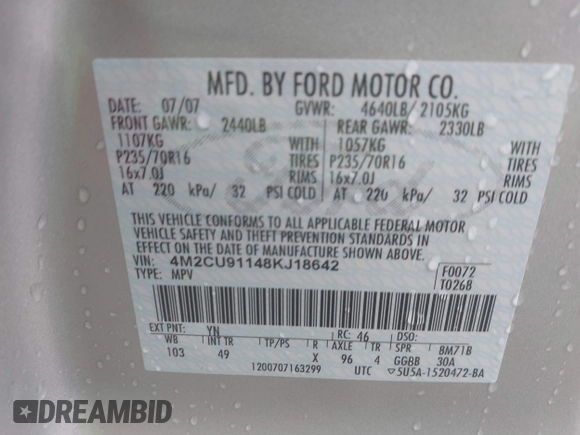 MFD. BY FORD MOTOR CO.
DATE: 07/07 GVWR: 4640LB/ 2105KG
FRONT GAWR: 2440LB REAR GAWR: 2330LB
1107KG WITH 1057KG WITH
P235/70R16 TIRES P235/70R16 TIRES
16x7.0J RIMS 16x7.0J RIMS
AT 220 kPa/ 32 PSI COLD AT 220 kPa/ 32 PSI COLD
THIS VEHICLE CONFORMS TO ALL APPLICABLE FEDERAL MOTOR
VEHICLE SAFETY AND THEFT PREVENTION STANDARDS IN
EFFECT ON THE DATE OF MANUFACTURE SHOWN ABOVE.
VIN: 4M2CU91148KJ18642 F0072
TYPE: MPV T0268
EXT PNT: YN RC: 46 DSO:
WB INT TR TP/PS R AXLE TR SPR BM71B
103 49 X 96 4 GGBB 30A
1200707163299 UTC 5U5A-1520472-BA
DREAMBID